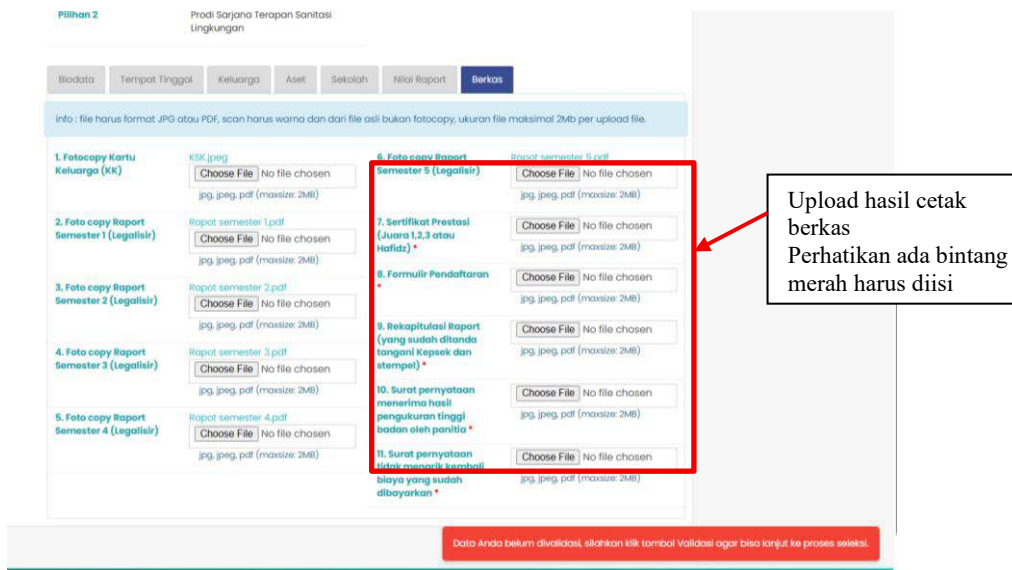 Pilihan 2
Prodi Sarjana Terapan Sanitasi
Lingkungan
Biodata
Tempat Tinggal
Keluarga
Aset
Sekolah
Nilai Raport
Berkas
info : file harus format JPG atau PDF, scan harus warna dan dari file asli bukan fotocopy, ukuran file maksimal 2Mb per upload file.
1. Fotocopy Kartu
Keluarga (KK)
KSK.jpeg
Choose File No file chosen
jpg, jpeg, pdf (maxsize: 2MB)
2. Foto copy Raport
Semester 1 (Legalisir)
Rapot semester 1.pdf
Choose File No file chosen
jpg, jpeg, pdf (maxsize: 2MB)
3. Foto copy Raport
Semester 2 (Legalisir)
Rapot semester 2.pdf
Choose File No file chosen
jpg, jpeg, pdf (maxsize: 2MB)
4. Foto copy Raport
Semester 3 (Legalisir)
Rapot semester 3.pdf
Choose File No file chosen
jpg, jpeg, pdf (maxsize: 2MB)
5. Foto copy Raport
Semester 4 (Legalisir)
Rapot semester 4.pdf
Choose File No file chosen
jpg, jpeg, pdf (maxsize: 2MB)
6. Foto copy Raport
Semester 5 (Legalisir)
Rapot semester 5.pdf
Choose File No file chosen
jpg, jpeg, pdf (maxsize: 2MB)
7. Sertifikat Prestasi
(Juara 1,2,3 atau
Hafidz) *
Choose File No file chosen
jpg, jpeg, pdf (maxsize: 2MB)
8. Formulir Pendaftaran
*
Choose File No file chosen
jpg, jpeg, pdf (maxsize: 2MB)
9. Rekapitulasi Raport
(yang sudah ditanda
tangani Kepsek dan
stempel) *
Choose File No file chosen
jpg, jpeg, pdf (maxsize: 2MB)
10. Surat pernyataan
menerima hasil
pengukuran tinggi
badan oleh panitia *
Choose File No file chosen
jpg, jpeg, pdf (maxsize: 2MB)
11. Surat pernyataan
tidak menarik kembali
biaya yang sudah
dibayarkan *
Choose File No file chosen
jpg, jpeg, pdf (maxsize: 2MB)
Upload hasil cetak
berkas
Perhatikan ada bintang
merah harus diisi
Data Anda belum divalidasi, silahkan klik tombol Validasi agar bisa lanjut ke proses seleksi.